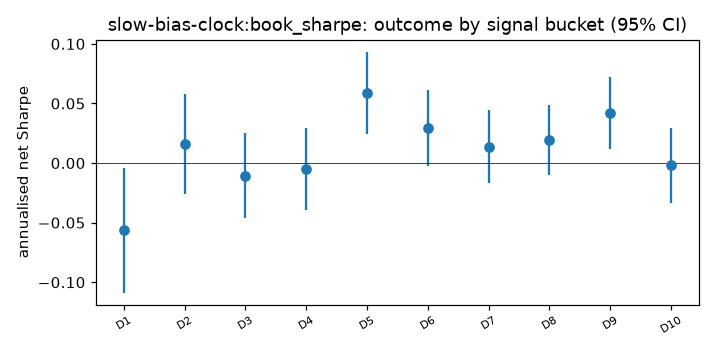 slow-bias-clock:book_sharpe: outcome by signal bucket (95% CI)
annualised net Sharpe
0.10
0.05
0.00
−0.05
−0.10
D1 D2 D3 D4 D5 D6 D7 D8 D9 D10